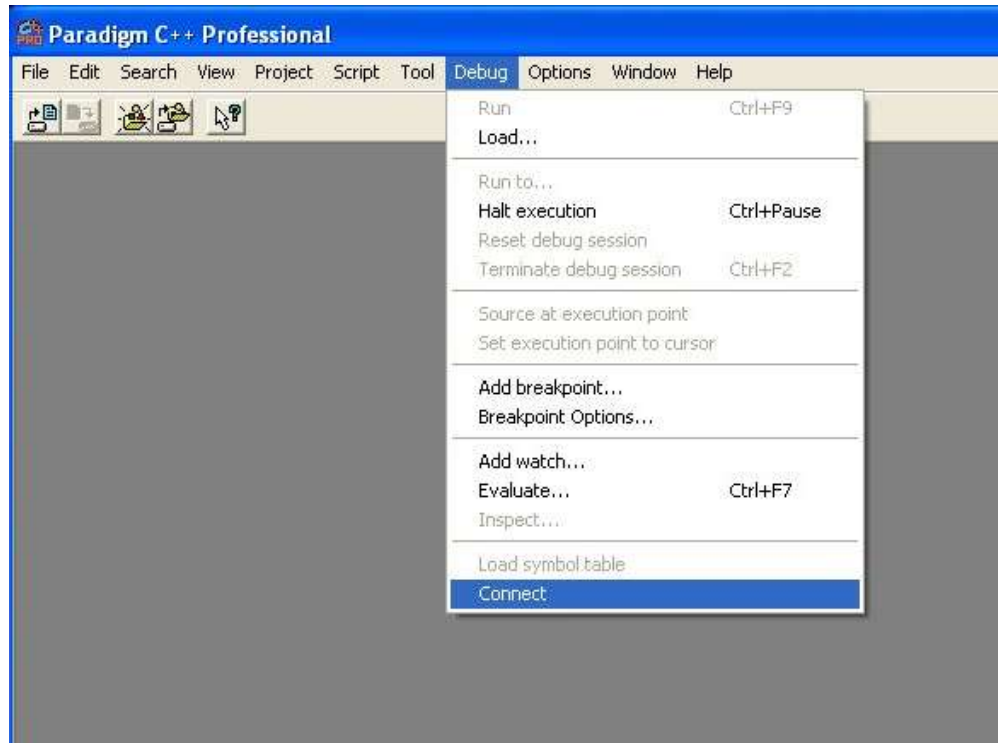 Paradigm C++ Professional
File Edit Search View Project Script Tool Debug Options Window Help
Run Ctrl+F9
Load...
Run to...
Halt execution Ctrl+Pause
Reset debug session
Terminate debug session Ctrl+F2
Source at execution point
Set execution point to cursor
Add breakpoint...
Breakpoint Options...
Add watch...
Evaluate... Ctrl+F7
Inspect...
Load symbol table
Connect